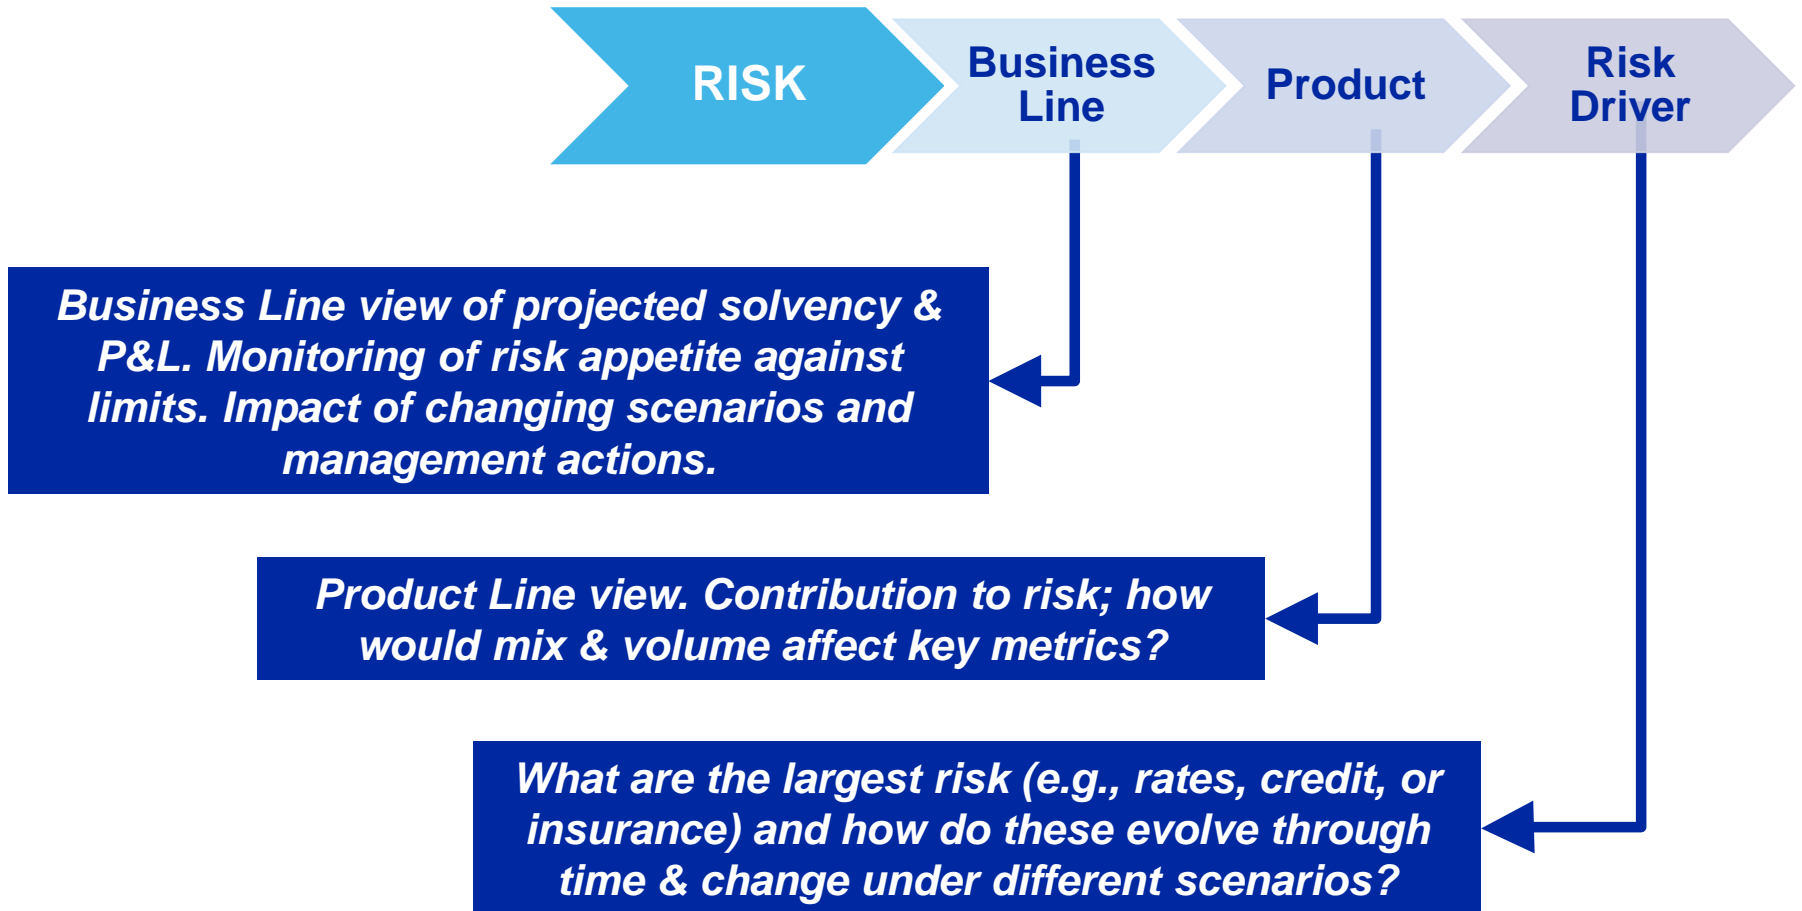 RISK
Business
Line
Product
Risk
Driver
Business Line view of projected solvency &
P&L. Monitoring of risk appetite against
limits. Impact of changing scenarios and
management actions.
Product Line view. Contribution to risk; how
would mix & volume affect key metrics?
What are the largest risk (e.g., rates, credit, or
insurance) and how do these evolve through
time & change under different scenarios?